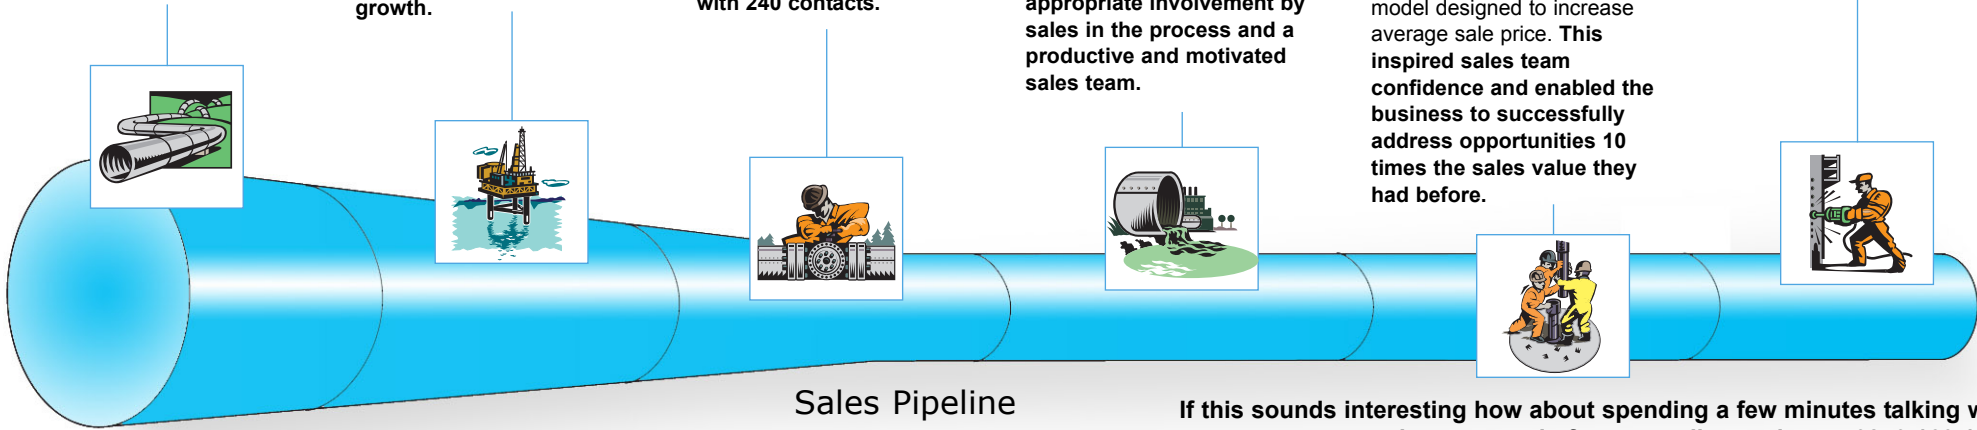 growth.
with 240 contacts.
appropriate involvement by
sales in the process and a
productive and motivated
sales team.
model designed to increase
average sale price. This
inspired sales team
confidence and enabled the
business to successfully
address opportunities 10
times the sales value they
had before.
Sales Pipeline
If this sounds interesting how about spending a few minutes talking